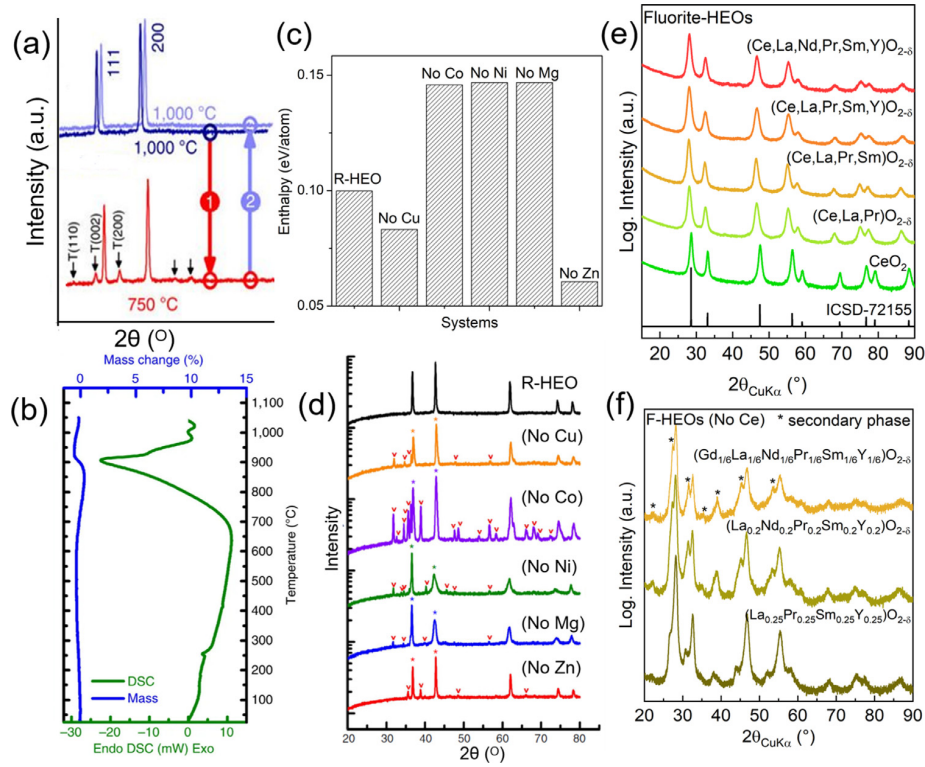 (a)
Intensity (a.u.)
111
200
1,000 °C
1,000 °C
1
2
T(110)
T(002)
T(200)
750 °C
2θ (O)
(b)
Mass change (%)
0 5 10 15
1,100
1,000
900
800
700
600
500
400
300
200
100
Temperature (°C)
DSC
Mass
−30 −20 −10 0 10
Endo DSC (mW) Exo
(c)
Enthalpy (eV/atom)
0.15
0.10
0.05
R-HEO
No Cu
No Co
No Ni
No Mg
No Zn
Systems
(d)
Intensity
R-HEO
(No Cu)
(No Co)
(No Ni)
(No Mg)
(No Zn)
20 30 40 50 60 70 80
2θ (O)
(e)
Fluorite-HEOs
Log. Intensity (a.u.)
(Ce,La,Nd,Pr,Sm,Y)O2-δ
(Ce,La,Pr,Sm,Y)O2-δ
(Ce,La,Pr,Sm)O2-δ
(Ce,La,Pr)O2-δ
CeO2
ICSD-72155
20 30 40 50 60 70 80 90
2θCuKα (°)
(f)
F-HEOs (No Ce) * secondary phase
Log. Intensity (a.u.)
(Gd1/6La1/6Nd1/6Pr1/6Sm1/6Y1/6)O2-δ
(La0.2Nd0.2Pr0.2Sm0.2Y0.2)O2-δ
(La0.25Pr0.25Sm0.25Y0.25)O2-δ
20 30 40 50 60 70 80 90
2θCuKα (°)